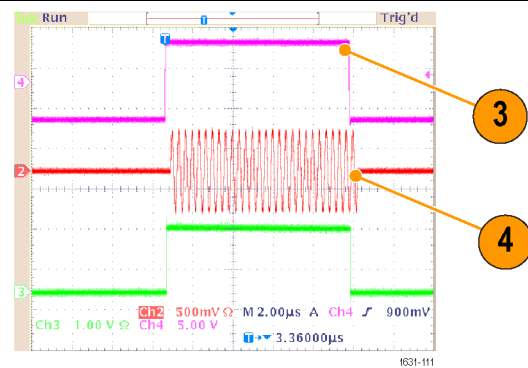 Tek Run Trig'd
T
T
4
3
2
4
3
Ch2 500mV Ω M 2.00µs A Ch4 ƒ 900mV
Ch3 1.00 V Ω Ch4 5.00 V
T→▼ 3.36000µs
1631-111